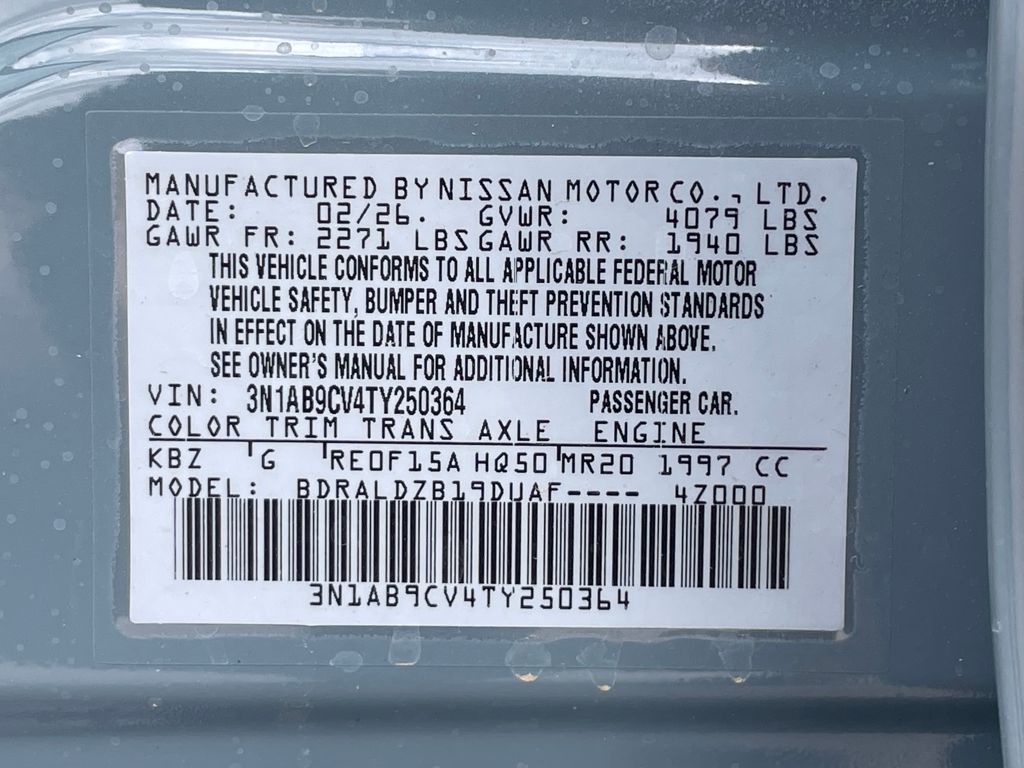 MANUFACTURED BY NISSAN MOTOR CO., LTD.
DATE: 02/26. GVWR: 4079 LBS
GAWR FR: 2271 LBS GAWR RR: 1940 LBS
THIS VEHICLE CONFORMS TO ALL APPLICABLE FEDERAL MOTOR
VEHICLE SAFETY, BUMPER AND THEFT PREVENTION STANDARDS
IN EFFECT ON THE DATE OF MANUFACTURE SHOWN ABOVE.
SEE OWNER'S MANUAL FOR ADDITIONAL INFORMATION.
VIN: 3N1AB9CV4TY250364 PASSENGER CAR.
COLOR TRIM TRANS AXLE ENGINE
KBZ G RE0F15A HQ50 MR20 1997 CC
MODEL: BDRALDZB19DUAF---- 4Z000
3N1AB9CV4TY250364